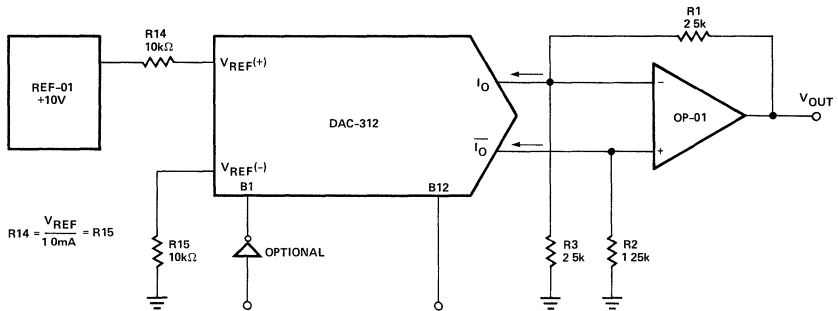 REF-01
+10V
R14
10kΩ
VREF(+)
VREF(-)
B1
B12
DAC-312
IO
IO
R1
2 5k
OP-01
-
+
VOUT
R3
2 5k
R2
1 25k
R15
10kΩ
OPTIONAL
R14 = VREF / 1 0mA = R15